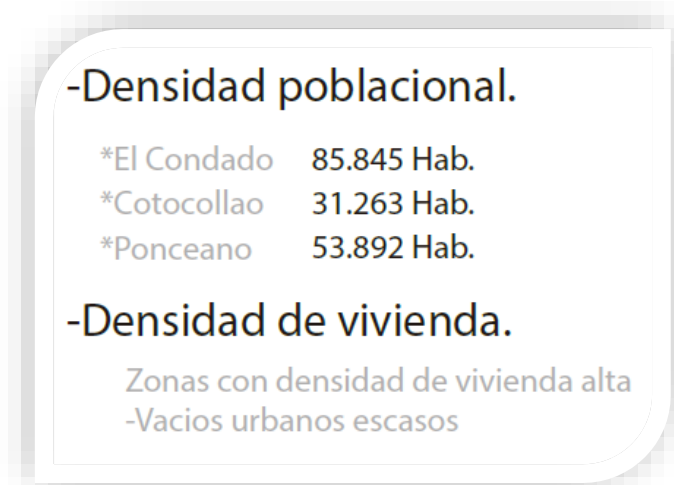 -Densidad poblacional.
*El Condado 85.845 Hab.
*Cotocollao 31.263 Hab.
*Ponceano 53.892 Hab.
-Densidad de vivienda.
Zonas con densidad de vivienda alta
-Vacios urbanos escasos